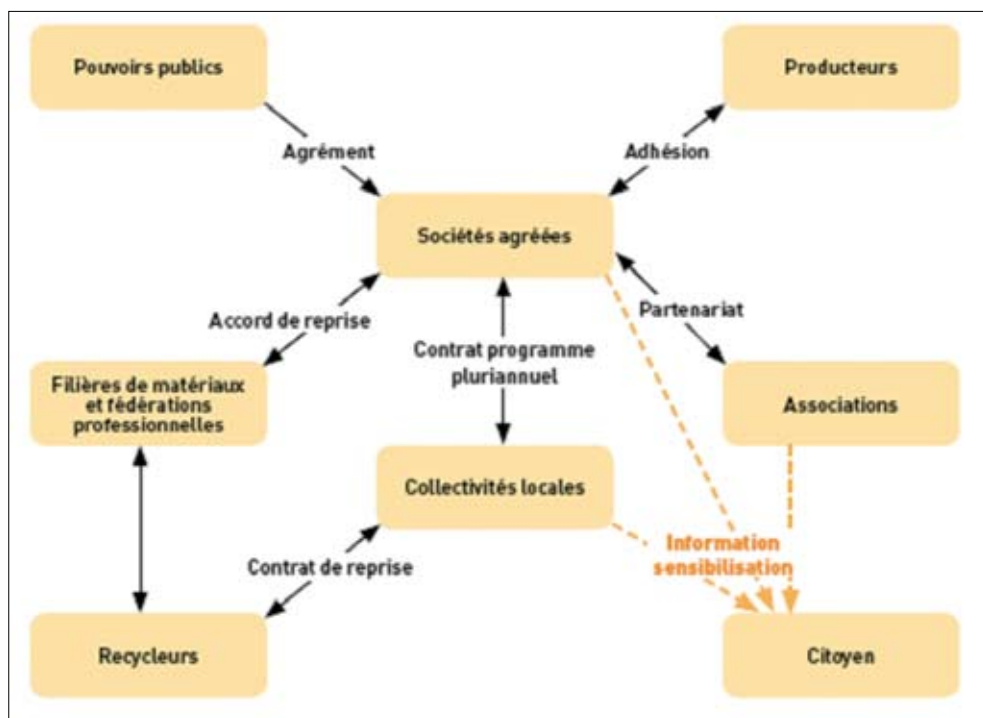 Pouvoirs publics
Producteurs
Agrément
Adhésion
Sociétés agréées
Accord de reprise
Partenariat
Contrat programme
pluriannuel
Filières de matériaux
et fédérations
professionnelles
Associations
Collectivités locales
Information
sensibilisation
Contrat de reprise
Recycleurs
Citoyen